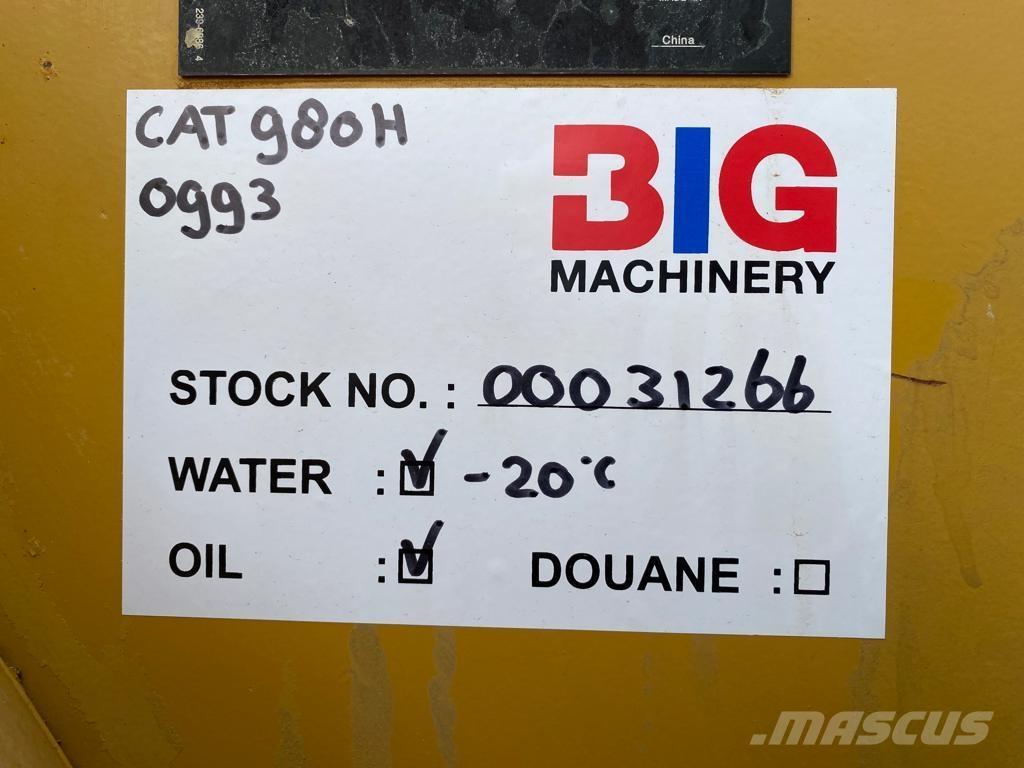 China
CAT 980H
0993
BIG
MACHINERY
STOCK NO. : 00031266
WATER : -20°C
OIL :
DOUANE :
MASCUS